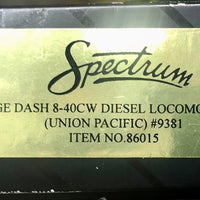 Spectrum
GE DASH 8-40CW DIESEL LOCOMO
(UNION PACIFIC) #9381
ITEM NO.86015